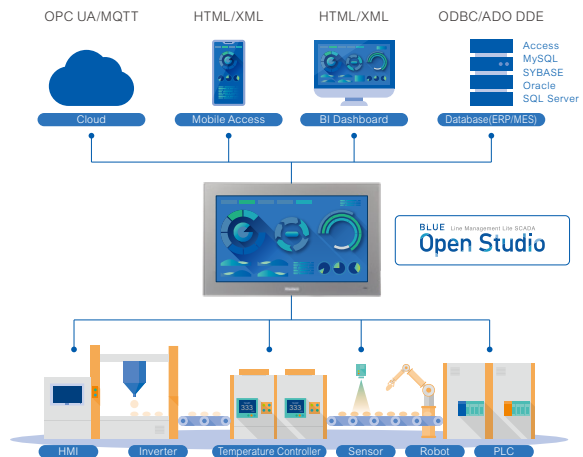 OPC UA/MQTT
HTML/XML
HTML/XML
ODBC/ADO DDE
Access
MySQL
SYBASE
Oracle
SQL Server
Cloud
Mobile Access
BI Dashboard
Database(ERP/MES)
BLUE Line Management Lite SCADA
Open Studio
333
333
HMI
Inverter
Temperature Controller
Sensor
Robot
PLC